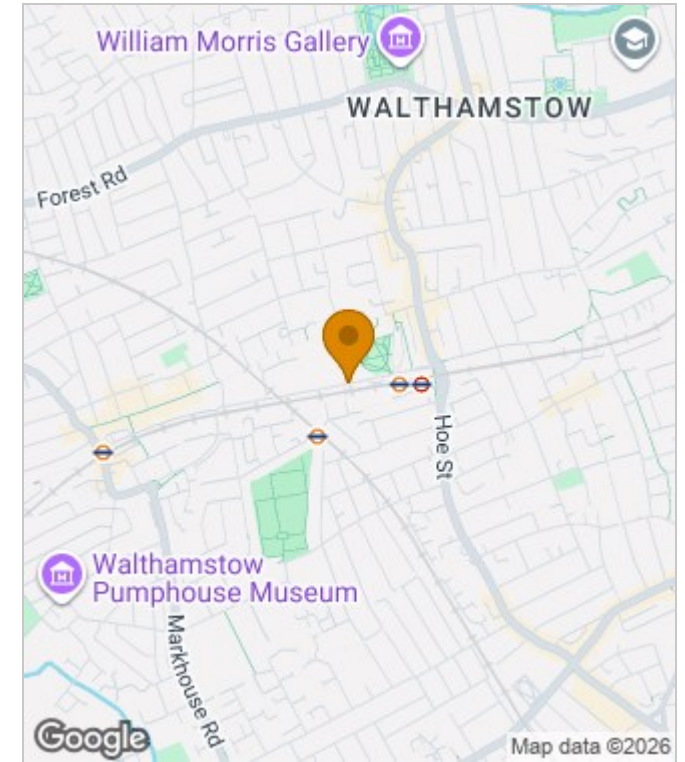 William Morris Gallery
WALTHAMSTOW
Forest Rd
Hoe St
Walthamstow
Pumphouse Museum
Markhouse Rd
Google
Map data ©2026